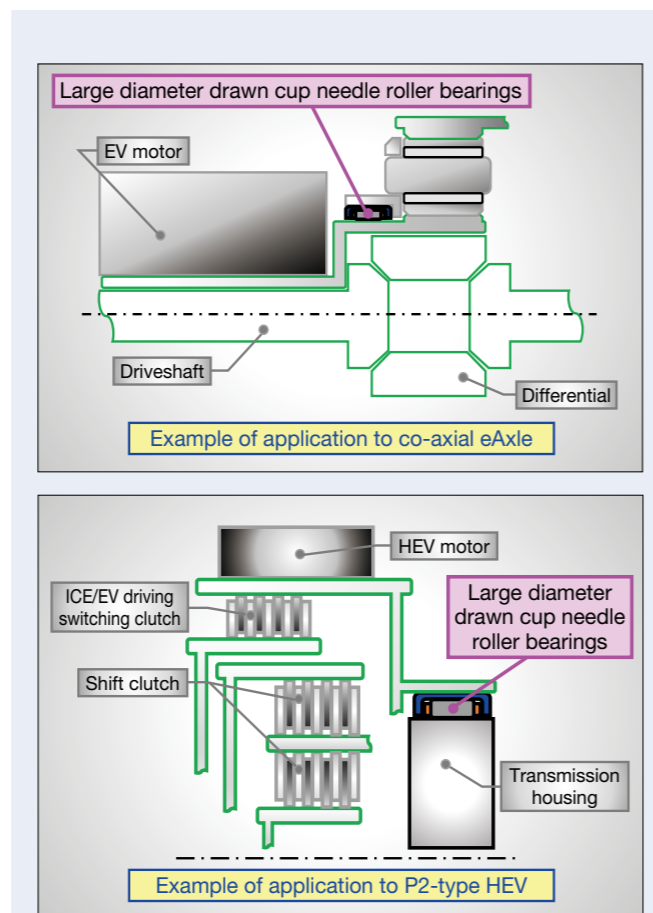 Large diameter drawn cup needle roller bearings
EV motor
Driveshaft
Differential
Example of application to co-axial eAxle
HEV motor
ICE/EV driving
switching clutch
Large diameter
drawn cup needle
roller bearings
Shift clutch
Transmission
housing
Example of application to P2-type HEV